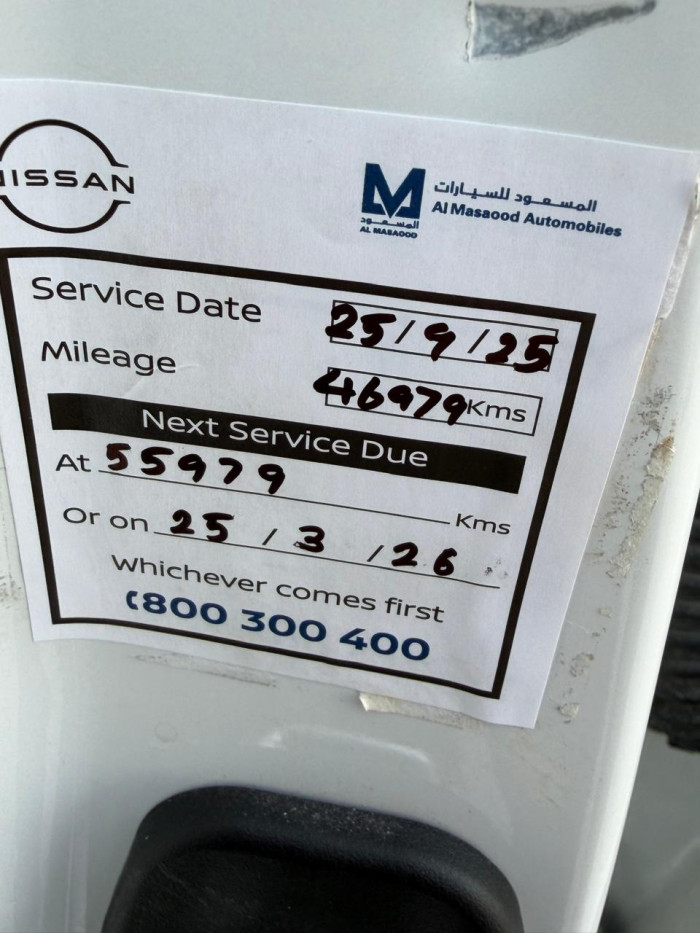 NISSAN
المسعود للسيارات
Al Masaood Automobiles
المسعود
AL MASAOOD
Service Date 25/9/25
Mileage 46979 Kms
Next Service Due
At 55979 Kms
Or on 25 / 3 / 26
Whichever comes first
800 300 400